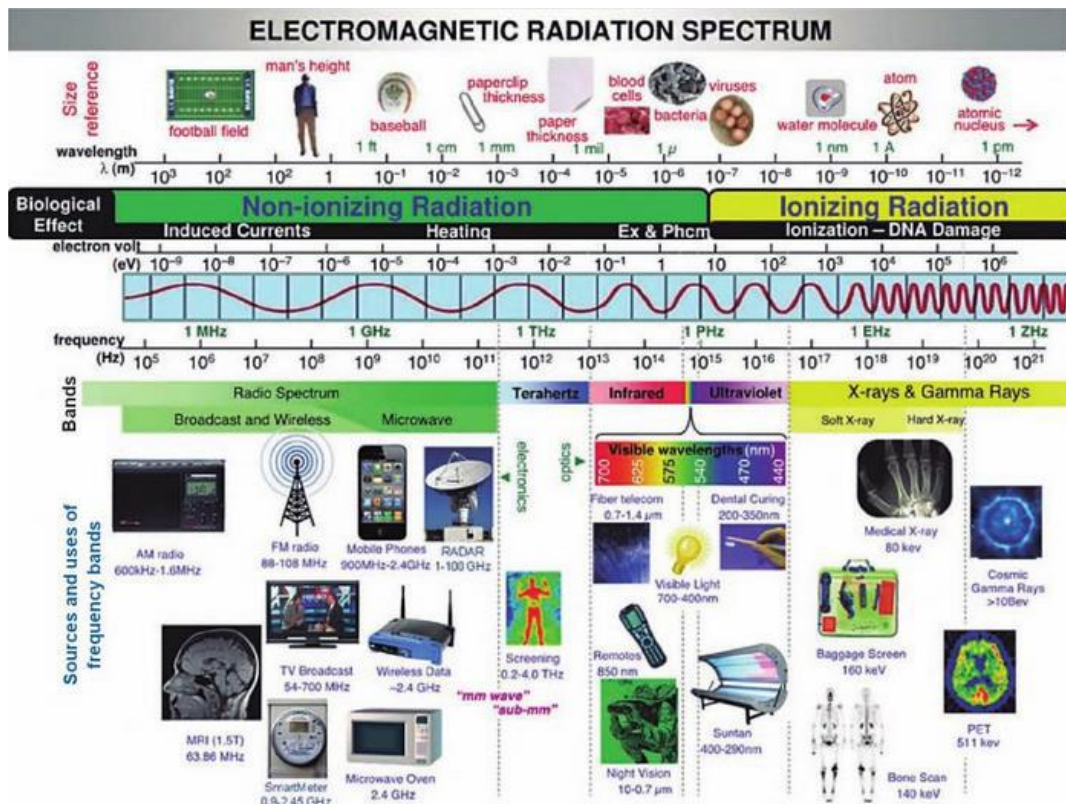 ELECTROMAGNETIC RADIATION SPECTRUM
Size reference
football field
man's height
baseball
paperclip thickness
paper thickness
blood cells
bacteria
viruses
water molecule
atom
atomic nucleus →
wavelength λ (m)
1 ft 1 cm 1 mm 1 mil 1 µ 1 nm 1 A 1 pm
10³ 10² 10² 1 10⁻¹ 10⁻² 10⁻³ 10⁻⁴ 10⁻⁵ 10⁻⁶ 10⁻⁷ 10⁻⁸ 10⁻⁹ 10⁻¹⁰ 10⁻¹¹ 10⁻¹²
Biological Effect
Non-ionizing Radiation
Ionizing Radiation
Induced Currents
Heating
Ex & Phcm
Ionization – DNA Damage
electron volt (eV)
10⁻⁹ 10⁻⁸ 10⁻⁷ 10⁻⁶ 10⁻⁵ 10⁻⁴ 10⁻³ 10⁻² 10⁻¹ 10¹ 10 10² 10³ 10⁴ 10⁵ 10⁶
1 MHz 1 GHz 1 THz 1 PHz 1 EHz 1 ZHz
frequency (Hz)
10⁵ 10⁶ 10⁷ 10⁸ 10⁹ 10¹⁰ 10¹¹ 10¹² 10¹³ 10¹⁴ 10¹⁵ 10¹⁶ 10¹⁷ 10¹⁸ 10¹⁹ 10²⁰ 10²¹
Bands
Radio Spectrum
Terahertz
Infrared
Ultraviolet
X-rays & Gamma Rays
Broadcast and Wireless
Microwave
Soft X-ray
Hard X-ray
electronics
optics
Visible wavelengths(nm)
700 625 575 540 470 440
Sources and uses of frequency bands
AM radio
600kHz-1.6MHz
FM radio
88-108 MHz
Mobile Phones
900MHz-2.4GHz
RADAR
1-100 GHz
Fiber telecom
0.7-1.4 µm
Dental Curing
200-350nm
Visible Light
700-400nm
Medical X-ray
80 kev
Cosmic
Gamma Rays
>10Bev
MRI (1.5T)
63.86 MHz
TV Broadcast
54-700 MHz
Wireless Data
~2.4 GHz
Screening
0.2-4.0 THz
"mm wave"
"sub-mm"
Remotes
850 nm
Baggage Screen
160 keV
SmartMeter
0.9-2.45 GHz
Microwave Oven
2.4 GHz
Night Vision
10-0.7 µm
Suntan
400-290nm
Bone Scan
140 keV
PET
511 kev